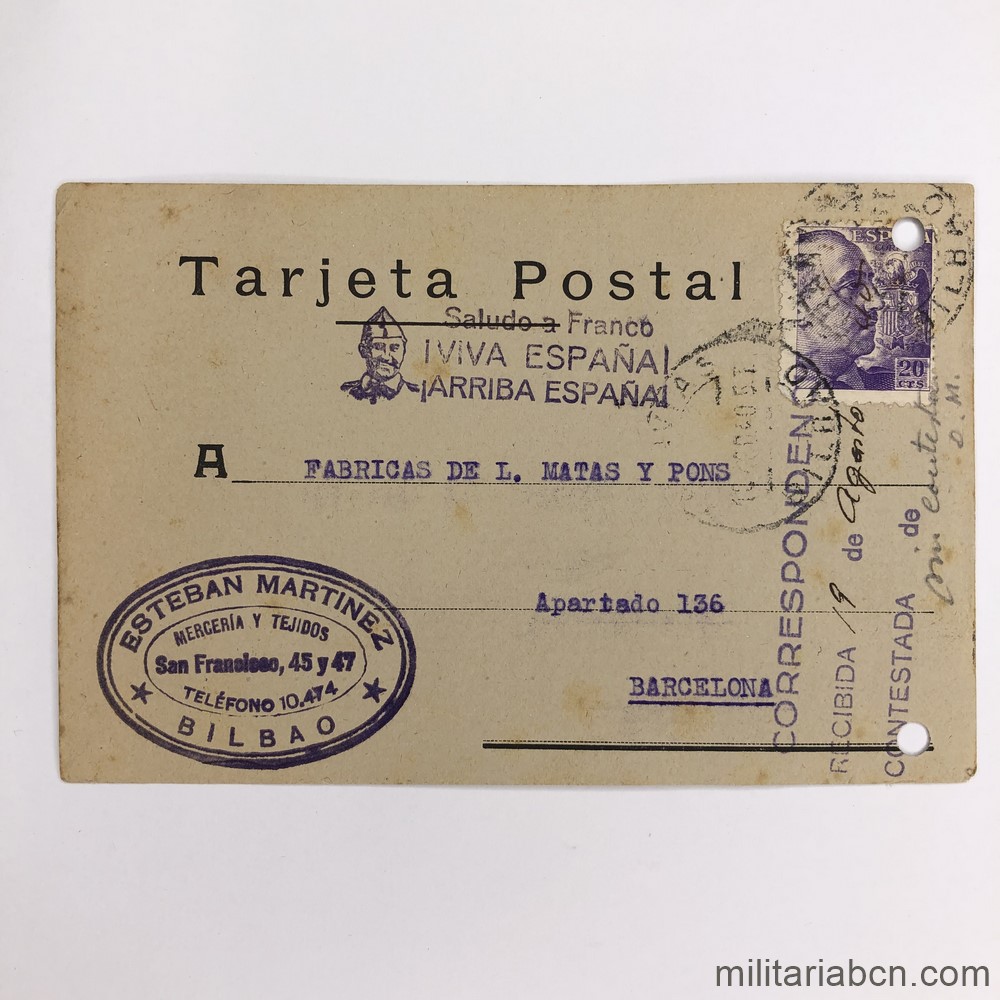 Tarjeta Postal
Saludo a Franco
¡VIVA ESPAÑA!
¡ARRIBA ESPAÑA!
ESPAÑA
20
CTS
BILBAO
A FABRICAS DE L. MATAS Y PONS
Apartado 136
BARCELONA
ESTEBAN MARTINEZ
MERCERÍA Y TEJIDOS
San Francisco, 45 y 47
TELÉFONO 10.474
BILBAO
CORRESPONDEN
RECIBIDA 19 de Agosto
CONTESTADA de
militariabcn.com